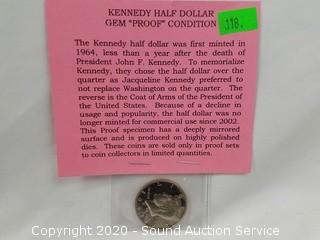 KENNEDY HALF DOLLAR
GEM "PROOF" CONDITION
118.
The Kennedy half dollar was first minted in
1964, less than a year after the death of
President John F. Kennedy. To memorialize
Kennedy, they chose the half dollar over the
quarter as Jacqueline Kennedy preferred to
not replace Washington on the quarter. The
reverse is the Coat of Arms of the President of
the United States. Because of a decline in
usage and popularity, the half dollar was no
longer minted for commercial use since 2002.
This Proof specimen has a deeply mirrored
surface and is produced on highly polished
dies. These coins are sold only in proof sets
to coin collectors in limited quantities.
Copyright 2020 - Sound Auction Service